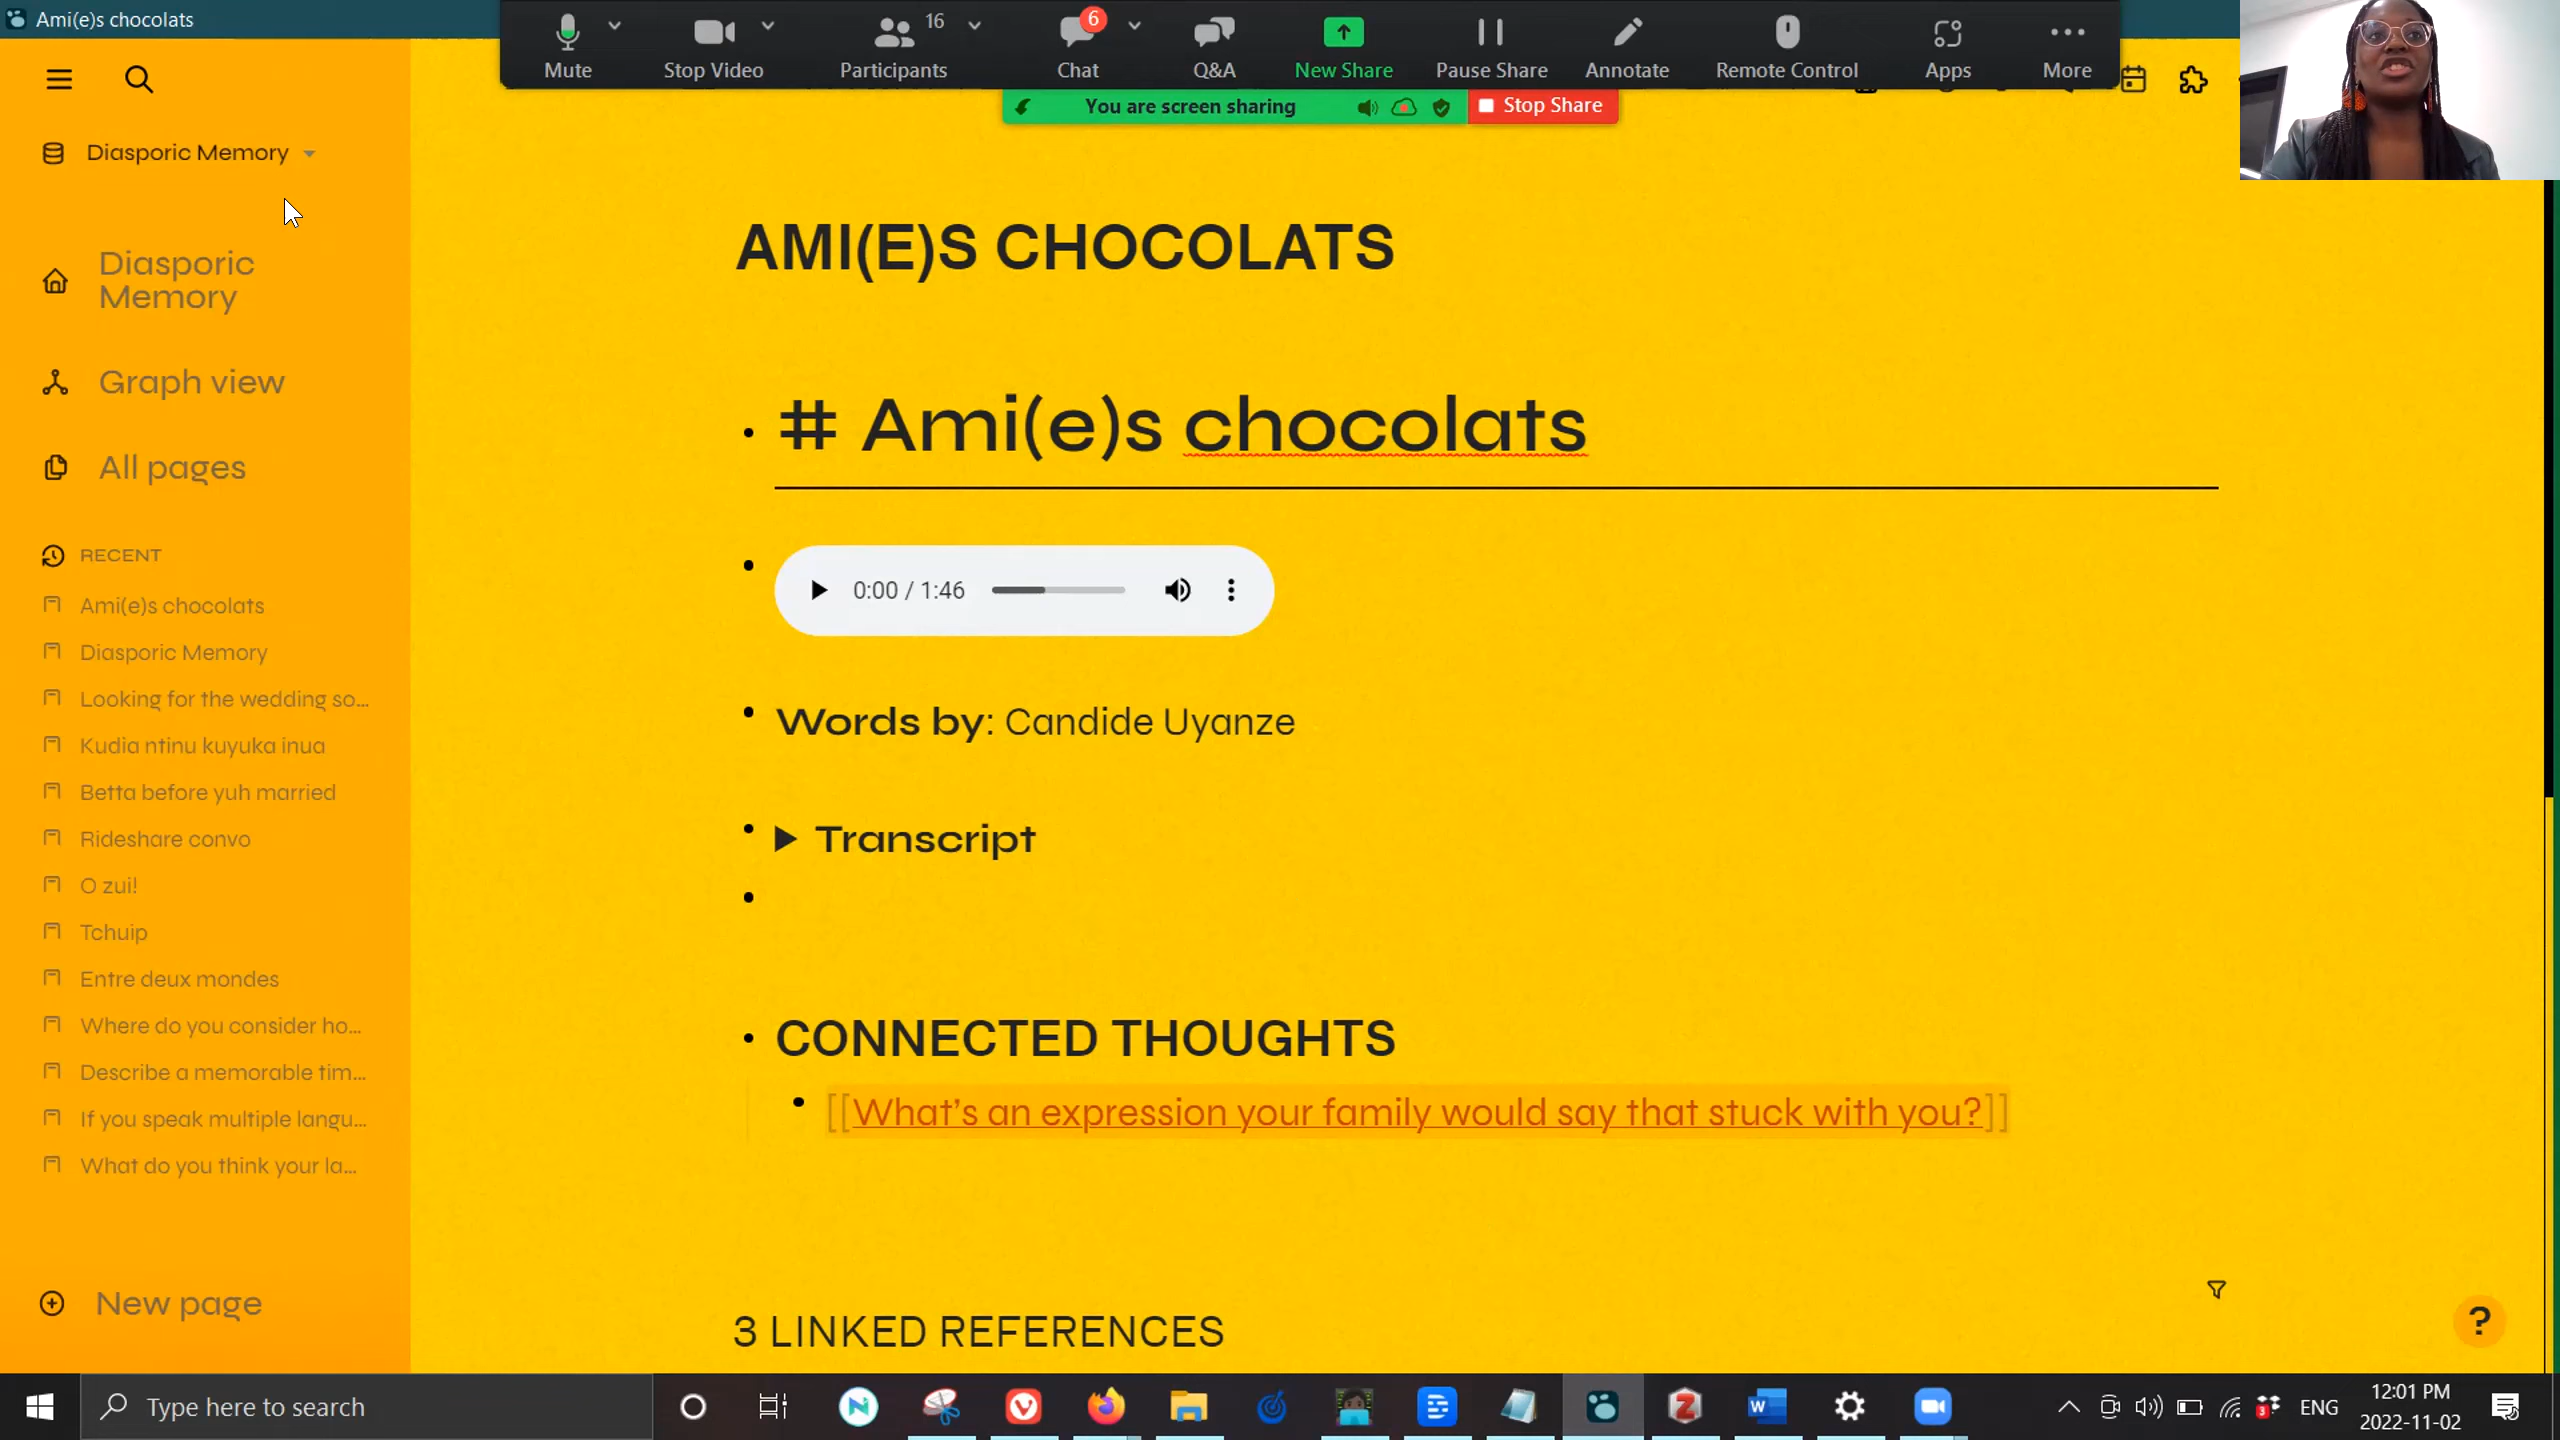 Ami(e)s chocolats
Mute
Stop Video
Participants
16
6
Chat
Q&A
New Share
Pause Share
Annotate
Remote Control
Apps
More
You are screen sharing
Stop Share
Diasporic Memory
Diasporic
Memory
Graph view
All pages
RECENT
Ami(e)s chocolats
Diasporic Memory
Looking for the wedding so...
Kudia ntinu kuyuka inua
Betta before yuh married
Rideshare convo
O zui!
Tchuip
Entre deux mondes
Where do you consider ho...
Describe a memorable tim...
If you speak multiple langu...
What do you think your la...
New page
AMI(E)S CHOCOLATS
# Ami(e)s chocolats
0:00 / 1:46
Words by: Candide Uyanze
Transcript
CONNECTED THOUGHTS
[[What's an expression your family would say that stuck with you?]]
3 LINKED REFERENCES
?
Type here to search
ENG
12:01 PM
2022-11-02